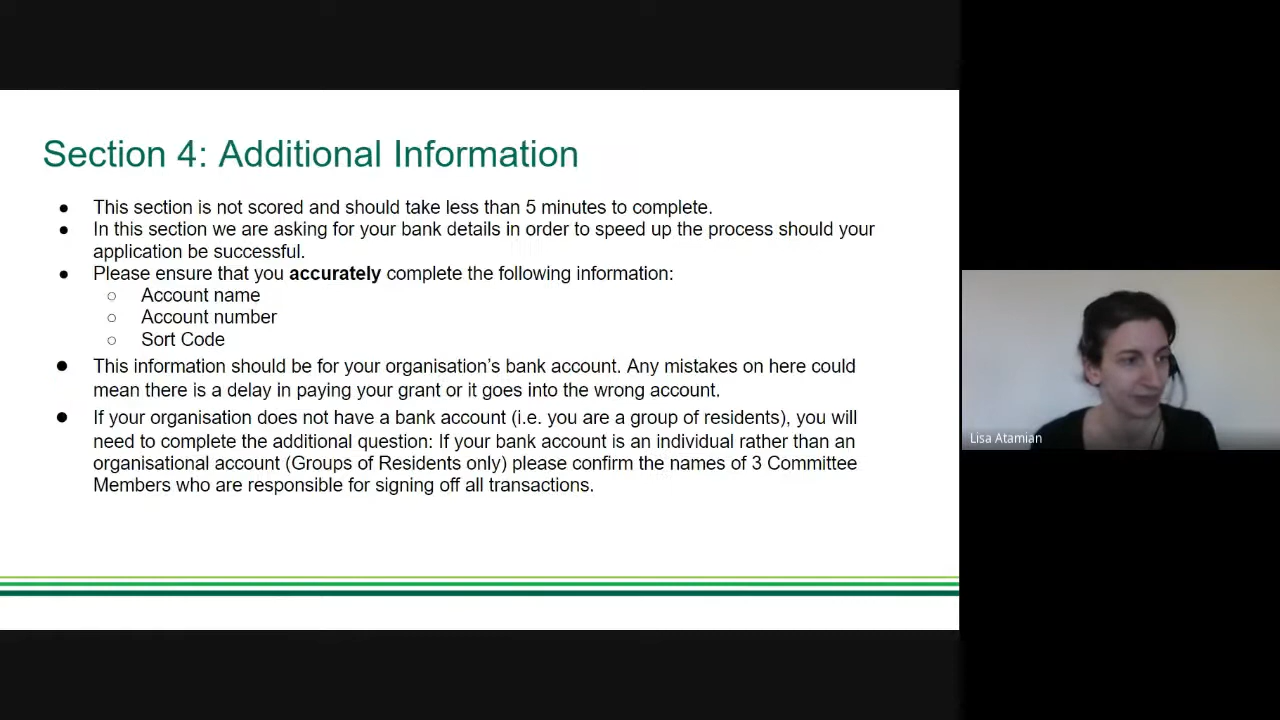 Section 4: Additional Information
● This section is not scored and should take less than 5 minutes to complete.
● In this section we are asking for your bank details in order to speed up the process should your
application be successful.
● Please ensure that you accurately complete the following information:
○ Account name
○ Account number
○ Sort Code
● This information should be for your organisation’s bank account. Any mistakes on here could
mean there is a delay in paying your grant or it goes into the wrong account.
● If your organisation does not have a bank account (i.e. you are a group of residents), you will
need to complete the additional question: If your bank account is an individual rather than an
organisational account (Groups of Residents only) please confirm the names of 3 Committee
Members who are responsible for signing off all transactions.
Lisa Atamian